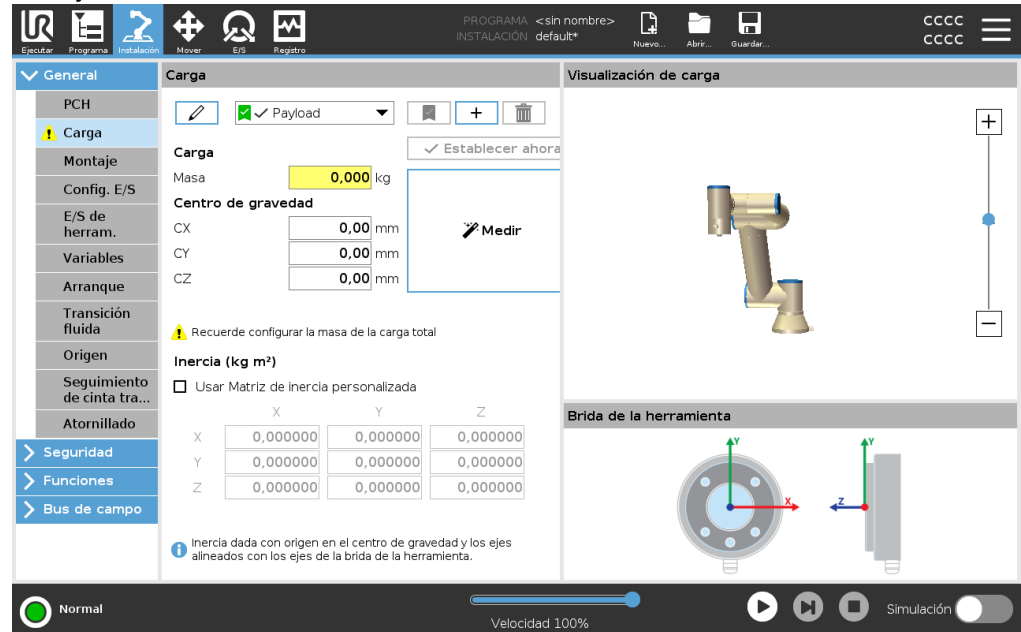 UR
Ejecutar
Programa
Instalación
Mover
E/S
Registro
PROGRAMA <sin nombre>
INSTALACIÓN default*
Nuevo...
Abrir...
Guardar...
CCCC
CCCC
General
PCH
Carga
Montaje
Config. E/S
E/S de
herram.
Variables
Arranque
Transición
fluida
Origen
Seguimiento
de cinta tra...
Atornillado
Seguridad
Funciones
Bus de campo
Carga
Payload
Establecer ahora
Carga
Masa 0,000 kg
Centro de gravedad
CX 0,00 mm
CY 0,00 mm
CZ 0,00 mm
Medir
Recuerde configurar la masa de la carga total
Inercia (kg m²)
Usar Matriz de inercia personalizada
X Y Z
X 0,000000 0,000000 0,000000
Y 0,000000 0,000000 0,000000
Z 0,000000 0,000000 0,000000
Inercia dada con origen en el centro de gravedad y los ejes
alineados con los ejes de la brida de la herramienta.
Visualización de carga
Brida de la herramienta
Y
X
Y
Z
Normal
Velocidad 100%
Simulación